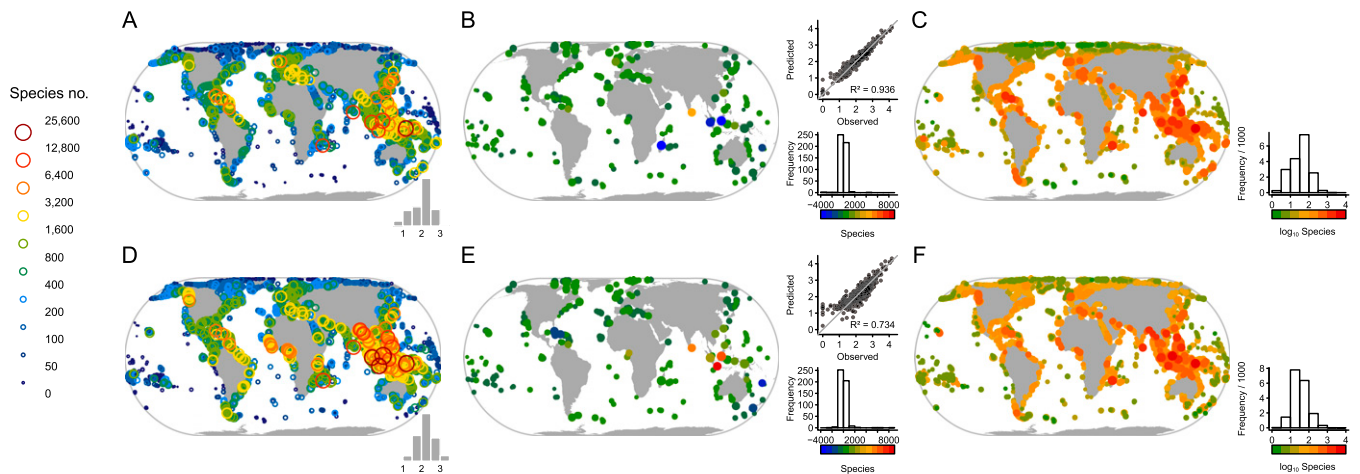 A
B
C
Species no.
25,600
12,800
6,400
3,200
1,600
800
400
200
100
50
0
1 2 3
Predicted
4
3
2
1
0
R² = 0.936
0 1 2 3 4
Observed
Frequency
250
200
150
100
50
0
−4000 2000 8000
Species
Frequency / 1000
6
4
2
0
0 1 2 3 4
log₁₀ Species
D
E
F
1 2 3
Predicted
4
3
2
1
0
R² = 0.734
0 1 2 3 4
Observed
Frequency
250
200
150
100
50
0
−4000 2000 8000
Species
Frequency / 1000
8
6
4
2
0
0 1 2 3 4
log₁₀ Species